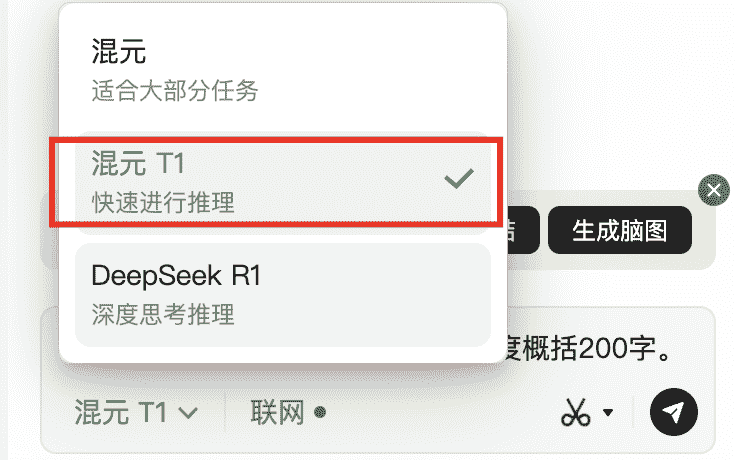 混元
适合大部分任务
混元 T1
快速进行推理
生成脑图
DeepSeek R1
深度思考推理
度概括200字。
混元 T1
联网